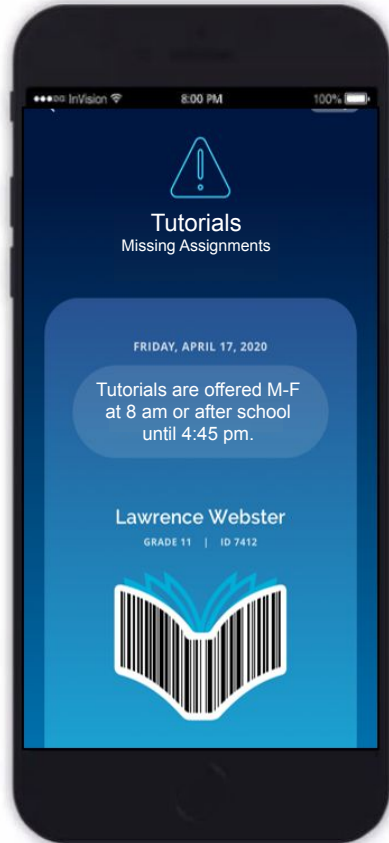 InVision 8:00 PM 100%
Tutorials
Missing Assignments
FRIDAY, APRIL 17, 2020
Tutorials are offered M-F
at 8 am or after school
until 4:45 pm.
Lawrence Webster
GRADE 11 | ID 7412